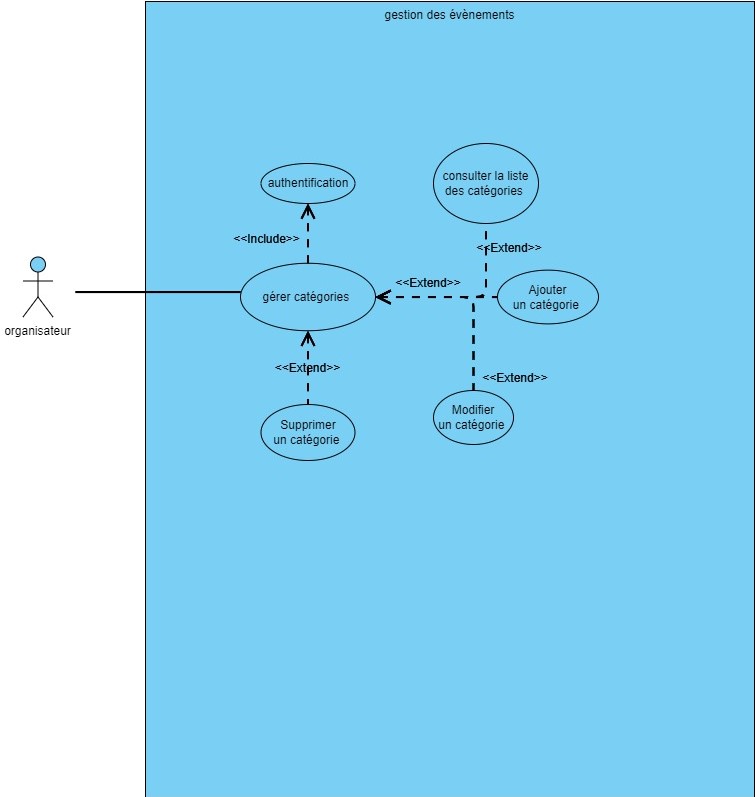 gestion des évènements
authentification
consulter la liste
des catégories
<<Include>>
<<Extend>>
<<Extend>>
gérer catégories
Ajouter
un catégorie
organisateur
<<Extend>>
<<Extend>>
Supprimer
un catégorie
Modifier
un catégorie